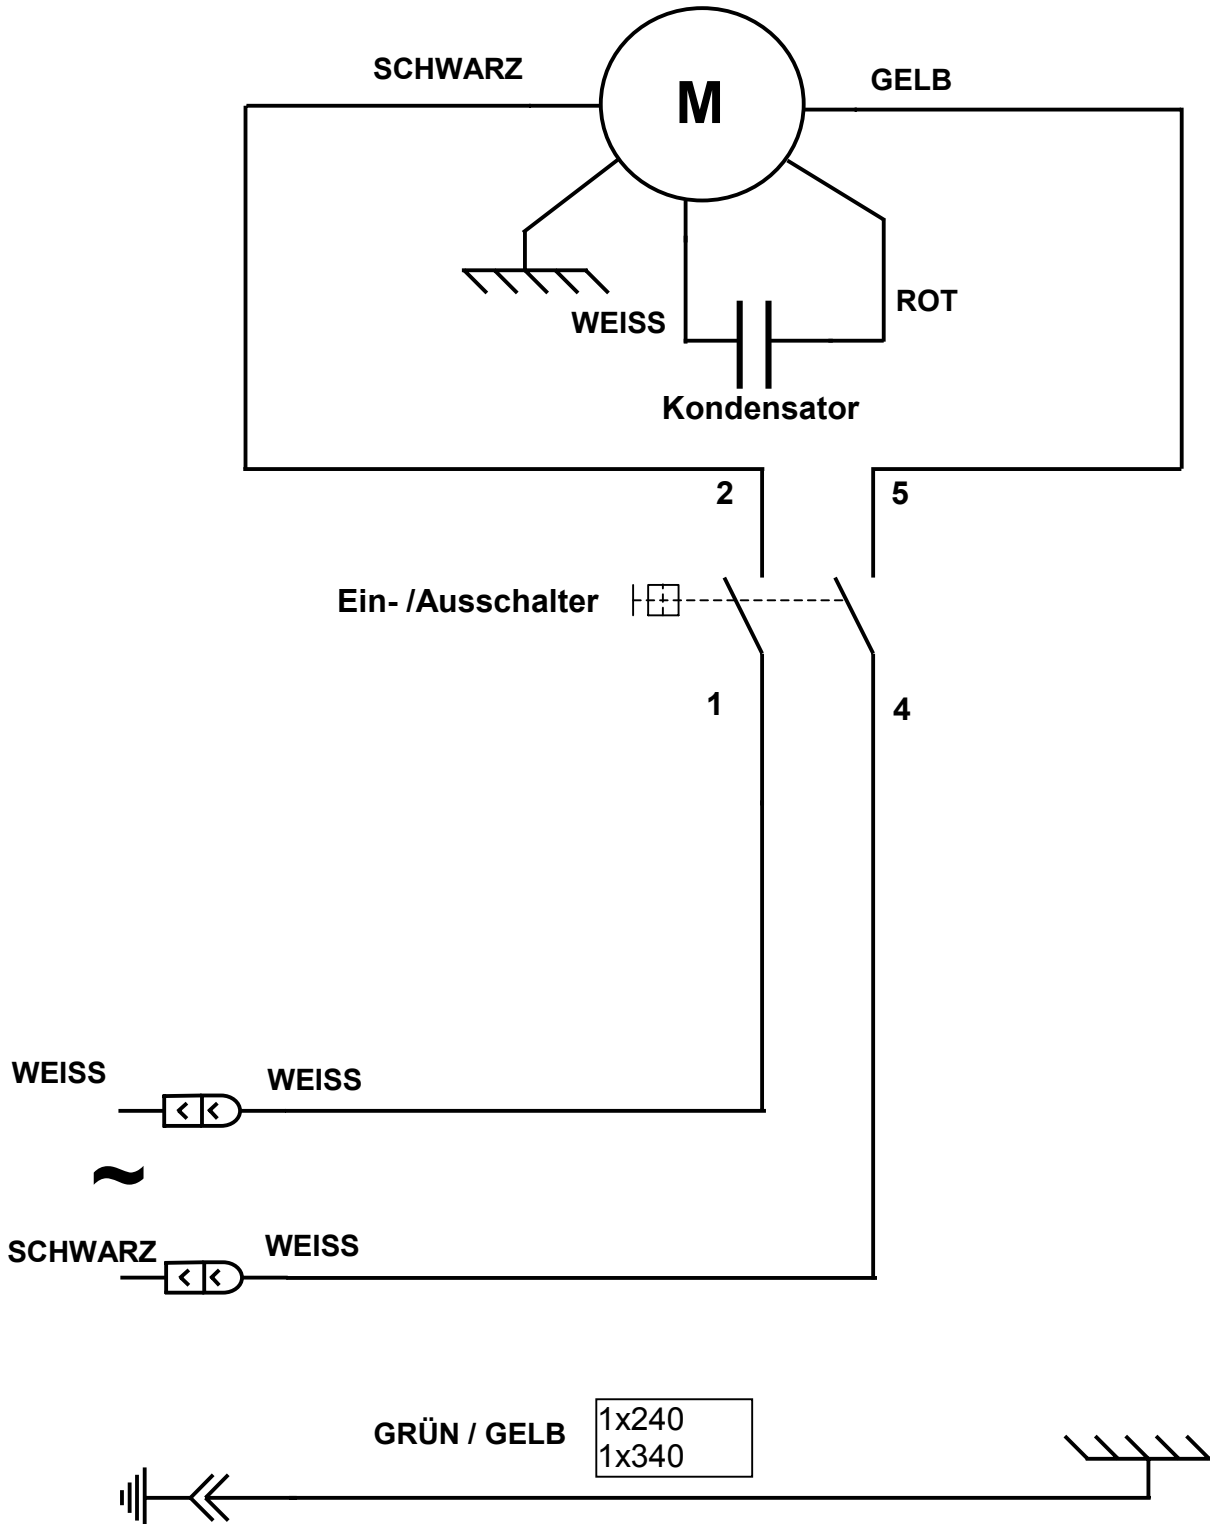 SCHWARZ
M
GELB
WEISS
ROT
Kondensator
2
5
Ein- /Ausschalter
1
4
WEISS
WEISS
~
SCHWARZ
WEISS
GRÜN / GELB
1x240
1x340